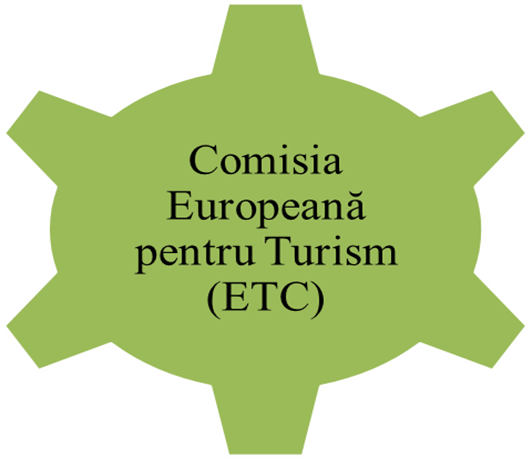 Comisia
Europeană
pentru Turism
(ETC)